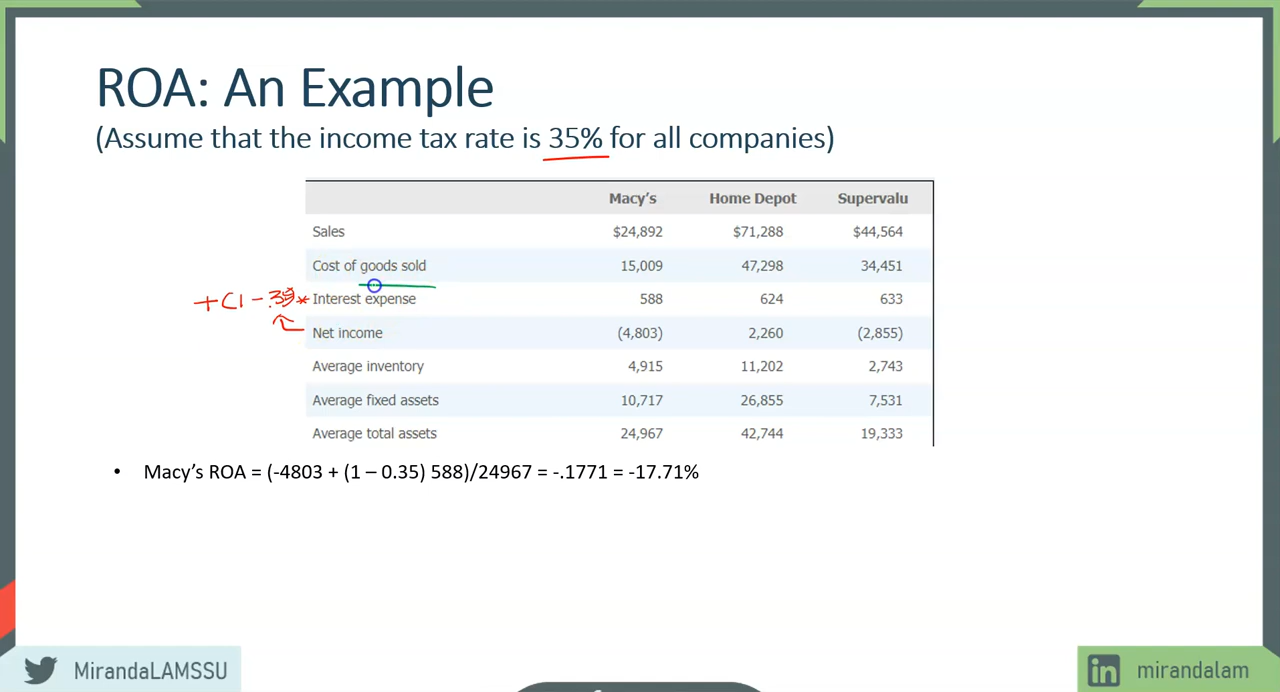 ROA: An Example
(Assume that the income tax rate is 35% for all companies)
Macy's Home Depot Supervalu
Sales $24,892 $71,288 $44,564
Cost of goods sold 15,009 47,298 34,451
+(1-.35)* Interest expense 588 624 633
Net income (4,803) 2,260 (2,855)
Average inventory 4,915 11,202 2,743
Average fixed assets 10,717 26,855 7,531
Average total assets 24,967 42,744 19,333
• Macy's ROA = (-4803 + (1 – 0.35) 588)/24967 = -.1771 = -17.71%
MirandaLAMSSU
in mirandalam